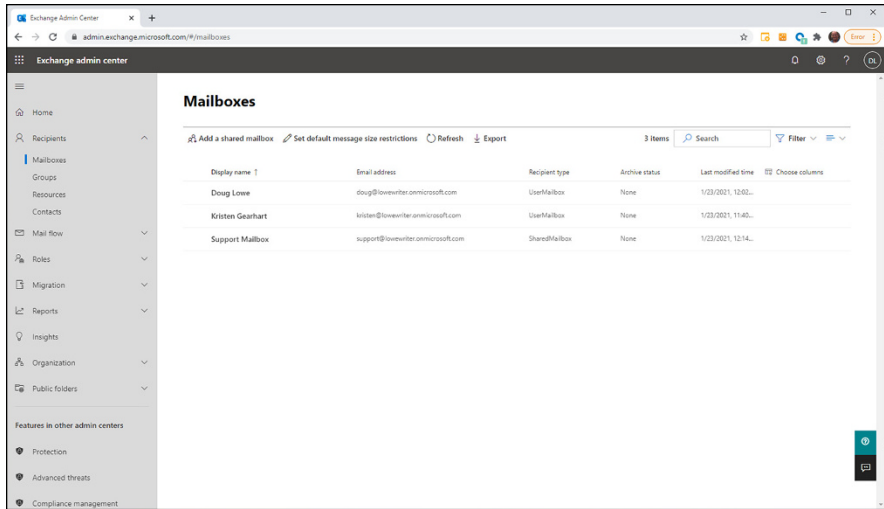 Exchange Admin Center
admin.exchange.microsoft.com/#/mailboxes
Error
Exchange admin center
DL
Home
Recipients
Mailboxes
Groups
Resources
Contacts
Mail flow
Roles
Migration
Reports
Insights
Organization
Public folders
Features in other admin centers
Protection
Advanced threats
Compliance management
Mailboxes
Add a shared mailbox Set default message size restrictions Refresh Export 3 items Search Filter
Display name ↑ Email address Recipient type Archive status Last modified time Choose columns
Doug Lowe doug@lowewriter.onmicrosoft.com UserMailbox None 1/23/2021, 12:02...
Kristen Gearhart kristen@lowewriter.onmicrosoft.com UserMailbox None 1/23/2021, 11:40...
Support Mailbox support@lowewriter.onmicrosoft.com SharedMailbox None 1/23/2021, 12:14...